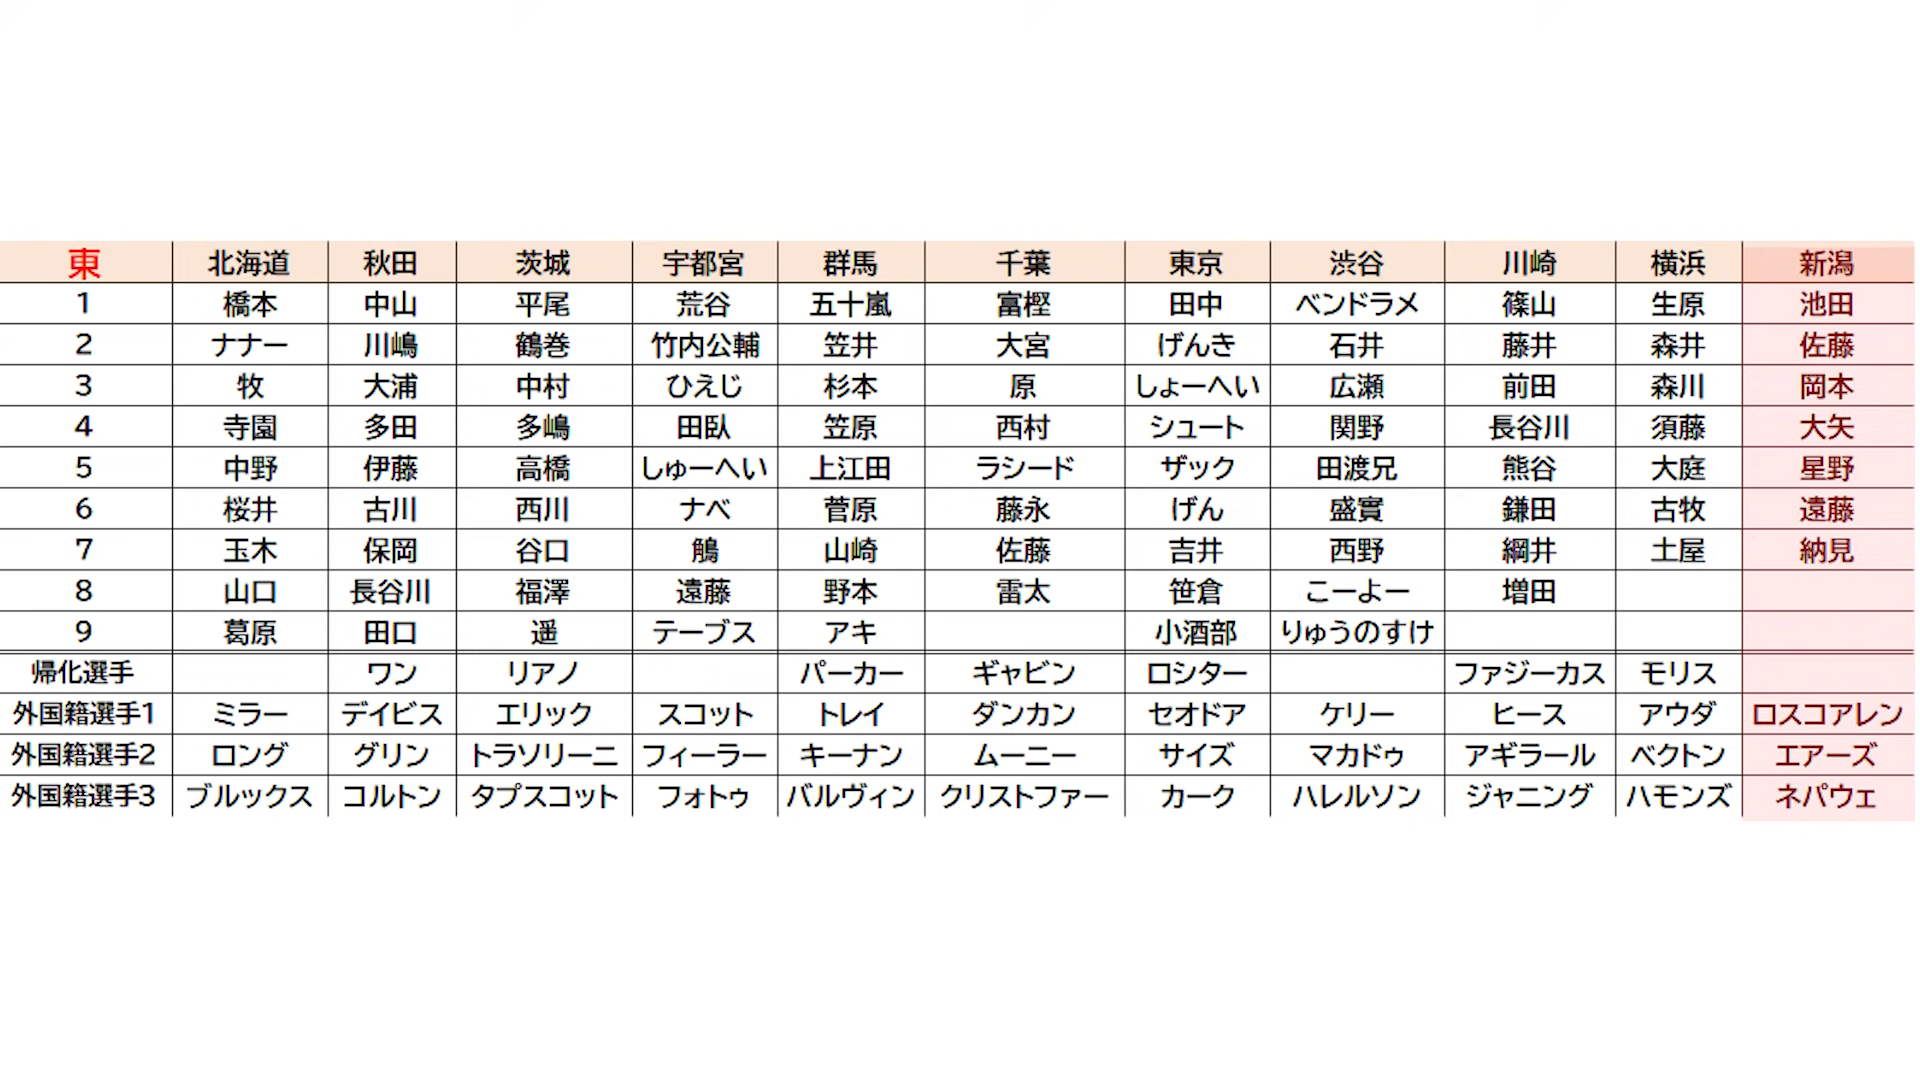 東 北海道 秋田 茨城 宇都宮 群馬 千葉 東京 渋谷 川崎 横浜 新潟
1 橋本 中山 平尾 荒谷 五十嵐 富樫 田中 ベンドラメ 篠山 生原 池田
2 ナナー 川嶋 鶴巻 竹内公輔 笠井 大宮 げんき 石井 藤井 森井 佐藤
3 牧 大浦 中村 ひえじ 杉本 原 しょーへい 広瀬 前田 森川 岡本
4 寺園 多田 多嶋 田臥 笠原 西村 シュート 関野 長谷川 須藤 大矢
5 中野 伊藤 高橋 しゅーへい 上江田 ラシード ザック 田渡兄 熊谷 大庭 星野
6 桜井 古川 西川 ナベ 菅原 藤永 げん 盛實 鎌田 古牧 遠藤
7 玉木 保岡 谷口 鵤 山崎 佐藤 吉井 西野 綱井 土屋 納見
8 山口 長谷川 福澤 遠藤 野本 雷太 笹倉 こーよー 増田
9 葛原 田口 遥 テーブス アキ 小酒部 りゅうのすけ
帰化選手 ワン リアノ パーカー ギャビン ロシター ファジーカス モリス
外国籍選手1 ミラー デイビス エリック スコット トレイ ダンカン セオドア ケリー ヒース アウダ ロスコアレン
外国籍選手2 ロング グリン トラソリーニ フィーラー キーナン ムーニー サイズ マカドゥ アギラール ベクトン エアーズ
外国籍選手3 ブルックス コルトン タプスコット フォトゥ バルヴィン クリストファー カーク ハレルソン ジャニング ハモンズ ネパウェ